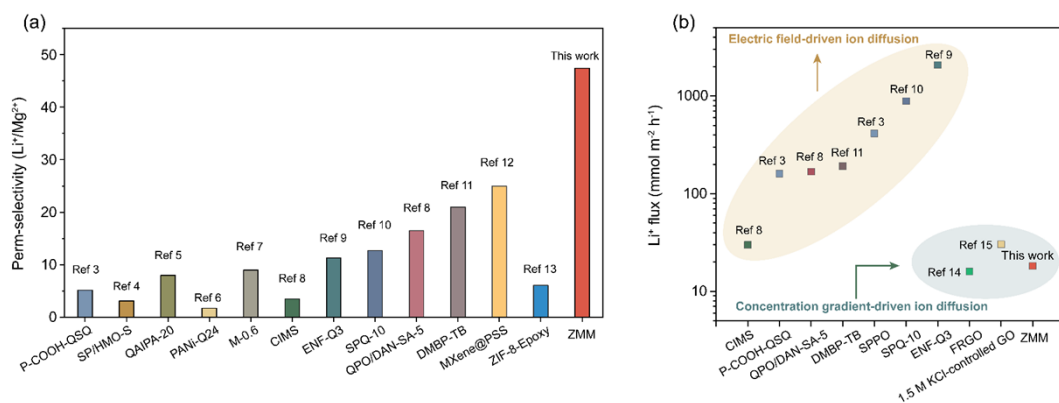 (a)
Perm-selectivity (Li⁺/Mg²⁺)
50
40
30
20
10
0
Ref 3
Ref 4
Ref 5
Ref 6
Ref 7
Ref 8
Ref 9
Ref 10
Ref 8
Ref 11
Ref 12
Ref 13
This work
P-COOH-QSQ
SP/HMO-S
QAIPA-20
PANi-Q24
M-0.6
CIMS
ENF-Q3
SPQ-10
QPO/DAN-SA-5
DMBP-TB
MXene@PSS
ZIF-8-Epoxy
ZMM
(b)
Li⁺ flux (mmol m⁻² h⁻¹)
1000
100
10
Electric field-driven ion diffusion
Ref 8
Ref 3
Ref 8
Ref 11
Ref 3
Ref 10
Ref 9
Ref 14
Ref 15
This work
Concentration gradient-driven ion diffusion
CIMS
P-COOH-QSQ
QPO/DAN-SA-5
DMBP-TB
SPPO
SPQ-10
ENF-Q3
FRGO
1.5 M KCl-controlled GO
ZMM